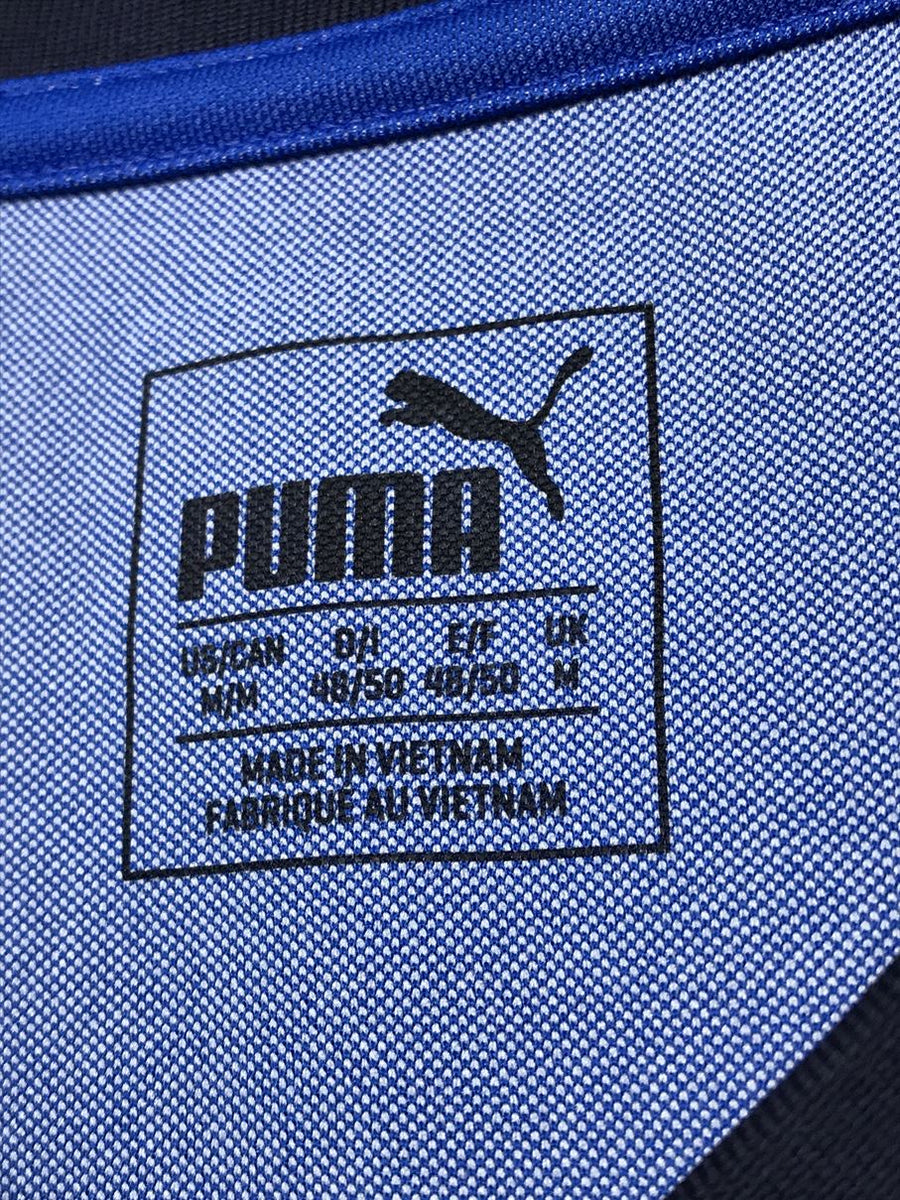 PUMA
US/CAN D/I E/F UK
M/M 48/50 48/50 M
MADE IN VIETNAM
FABRIQUE AU VIETNAM